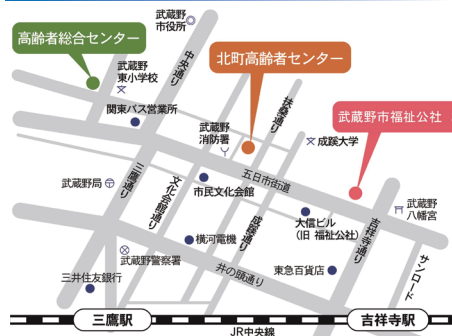 武蔵野
市役所
高齢者総合センター
中央通り
北町高齢者センター
武蔵野
東小学校
扶桑通り
関東バス営業所
武蔵野
消防署
武蔵野市福祉公社
成蹊大学
五日市街道
三鷹通り
武蔵野局
文化会館通り
市民文化会館
成蹊通り
大信ビル
(旧 福祉公社)
吉祥寺通り
武蔵野
八幡宮
横河電機
武蔵野警察署
井の頭通り
東急百貨店
サンロード
三井住友銀行
三鷹駅
吉祥寺駅
JR中央線